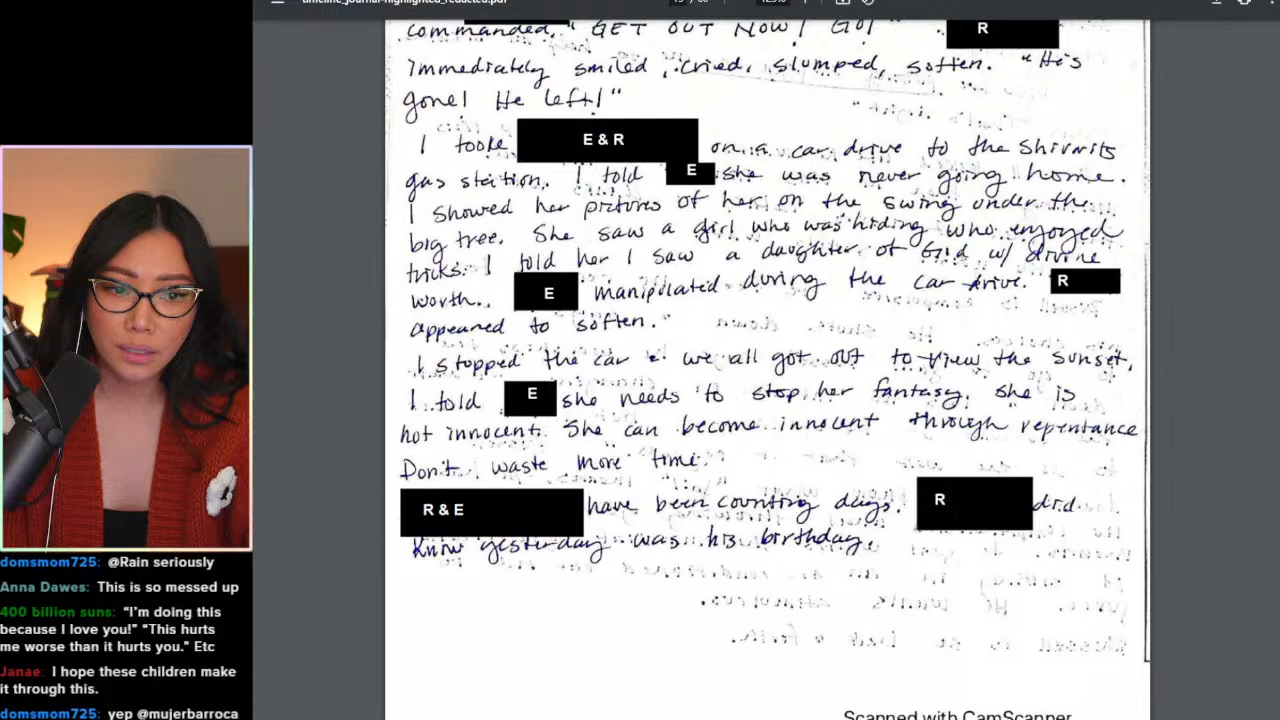 timeline_journal-highlighted_redacted.pdf
commanded, "GET OUT NOW! GO!" R
immediately smiled, cried, slumped, soften. "He's
gone! He left!"
I tooke E & R on a car drive to the Shivwits
gas station. I told E she was never going home.
I showed her pictures of her on the swing under the
big tree. She saw a girl who was hiding who enjoyed
tricks. I told her I saw a daughter of God w/ divine
worth. E manipulated during the car drive. R
appeared to soften."
I stopped the car & we all got out to view the sunset.
I told E she needs to stop her fantasy. She is
not innocent. She can become innocent through repentance
Don't waste more time.
R & E have been counting days. R did
know yesterday was his birthday.
Scanned with CamScanner
domsmom725: @Rain seriously
Anna Dawes: This is so messed up
400 billion suns: “I'm doing this
because I love you!” “This hurts
me worse than it hurts you.” Etc
Janae: I hope these children make
it through this.
domsmom725: yep @mujerbarroca